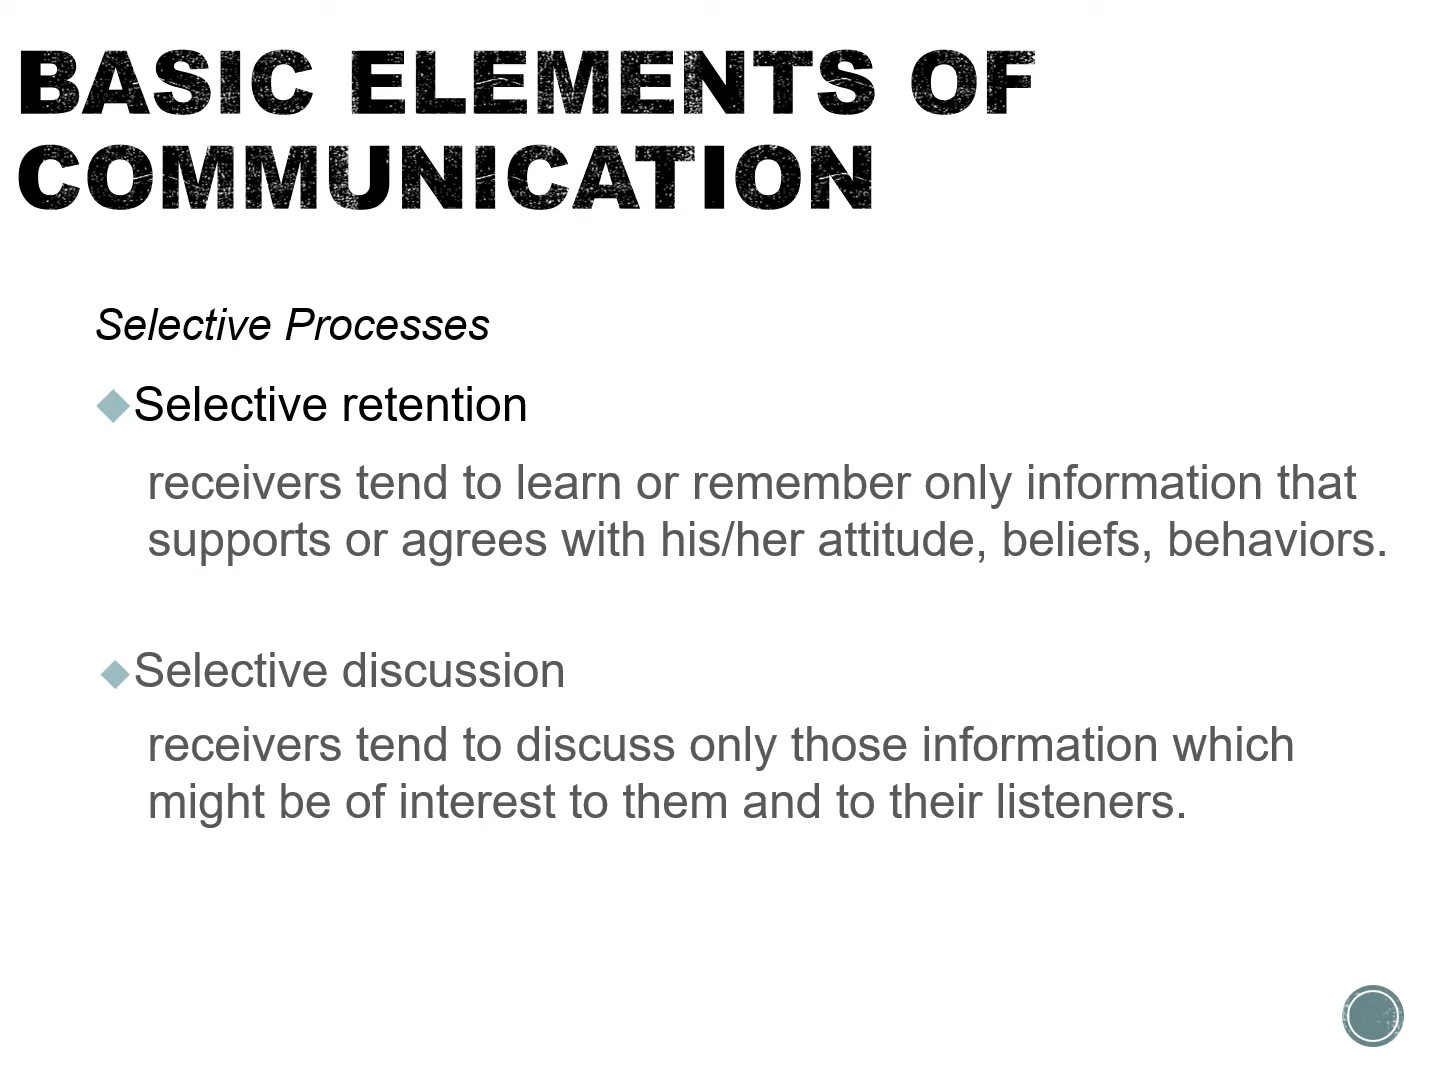 BASIC ELEMENTS OF
COMMUNICATION
Selective Processes
Selective retention
receivers tend to learn or remember only information that
supports or agrees with his/her attitude, beliefs, behaviors.
Selective discussion
receivers tend to discuss only those information which
might be of interest to them and to their listeners.